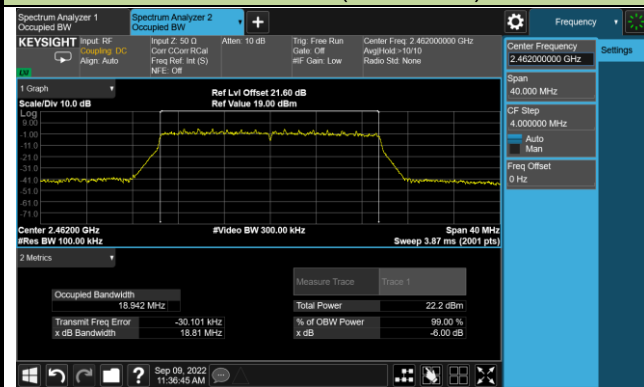 Spectrum Analyzer 1
Occupied BW
Spectrum Analyzer 2
Occupied BW
Frequency
KEYSIGHT
Input: RF
Coupling: DC
Align: Auto
Input Z: 50 Ω
Corr CCorr RCal
Freq Ref: Int (S)
NFE: Off
Atten: 10 dB
Trig: Free Run
Gate: Off
#IF Gain: Low
Center Freq: 2.462000000 GHz
Avg|Hold:>10/10
Radio Std: None
LV
Center Frequency
2.462000000 GHz
Settings
Span
40.000 MHz
CF Step
4.000000 MHz
Auto
Man
Freq Offset
0 Hz
1 Graph
Scale/Div 10.0 dB
Ref Lvl Offset 21.60 dB
Ref Value 19.00 dBm
Log
9.00
-1.00
-11.0
-21.0
-31.0
-41.0
-51.0
-61.0
-71.0
Center 2.46200 GHz
#Res BW 100.00 kHz
#Video BW 300.00 kHz
Span 40 MHz
Sweep 3.87 ms (2001 pts)
2 Metrics
Measure Trace
Trace 1
Occupied Bandwidth
18.942 MHz
Total Power
22.2 dBm
Transmit Freq Error
-30.101 kHz
% of OBW Power
99.00 %
x dB Bandwidth
18.81 MHz
x dB
-6.00 dB
Sep 09, 2022
11:36:45 AM